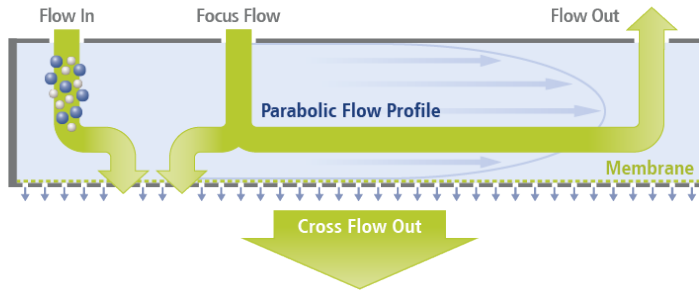 Flow In
Focus Flow
Flow Out
Parabolic Flow Profile
Membrane
Cross Flow Out